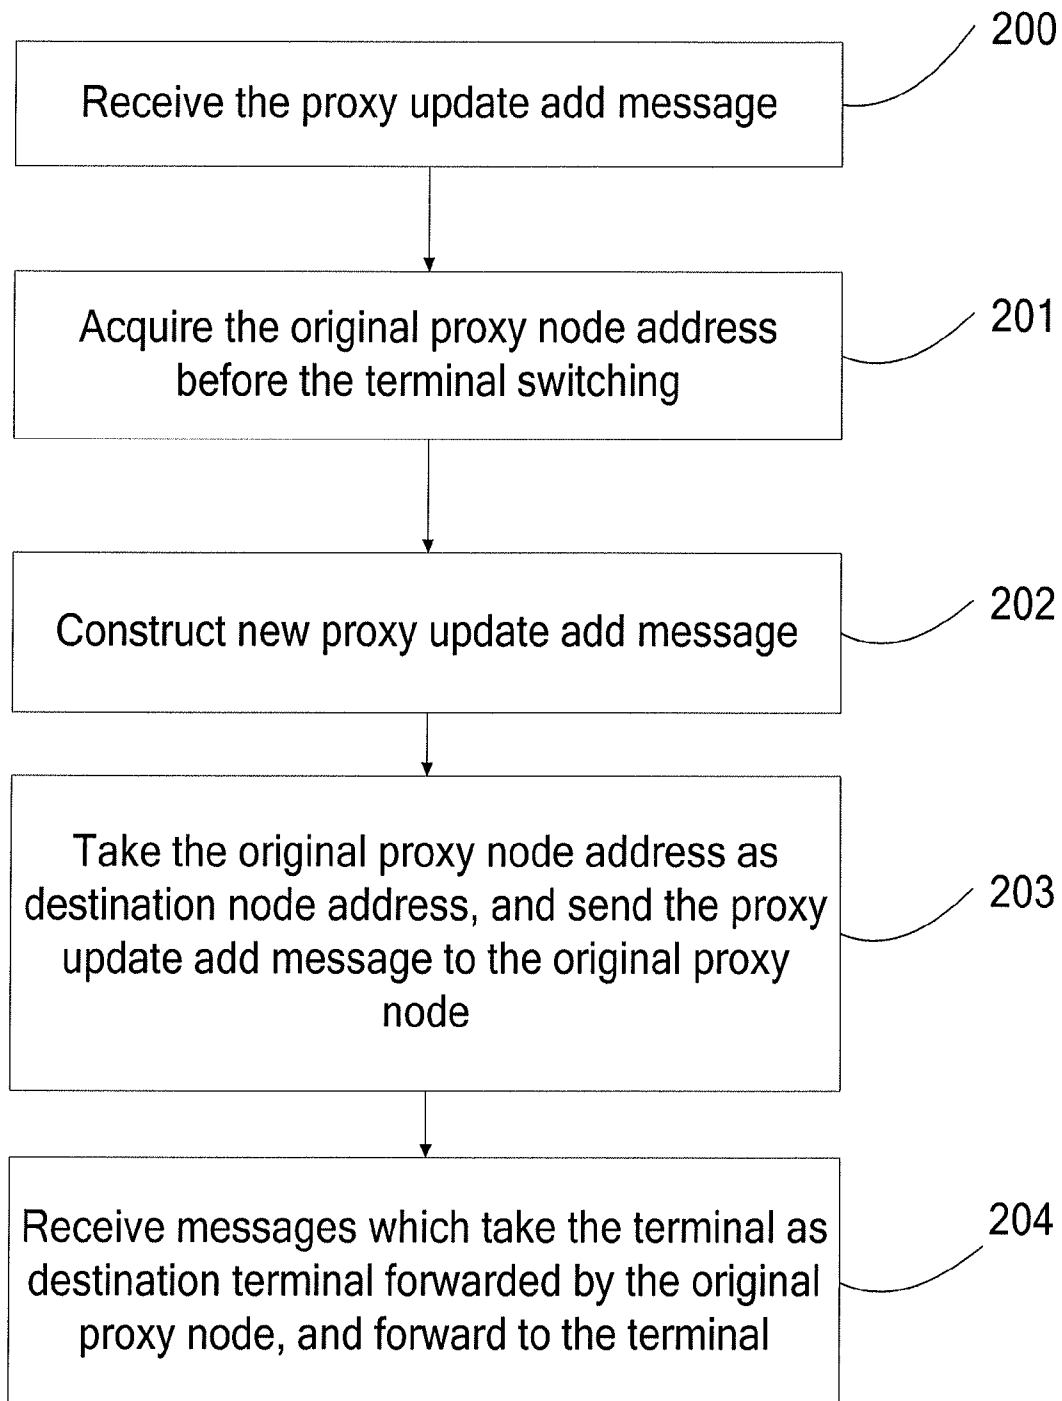 200
Receive the proxy update add message
201
Acquire the original proxy node address
before the terminal switching
202
Construct new proxy update add message
203
Take the original proxy node address as
destination node address, and send the proxy
update add message to the original proxy
node
204
Receive messages which take the terminal as
destination terminal forwarded by the original
proxy node, and forward to the terminal